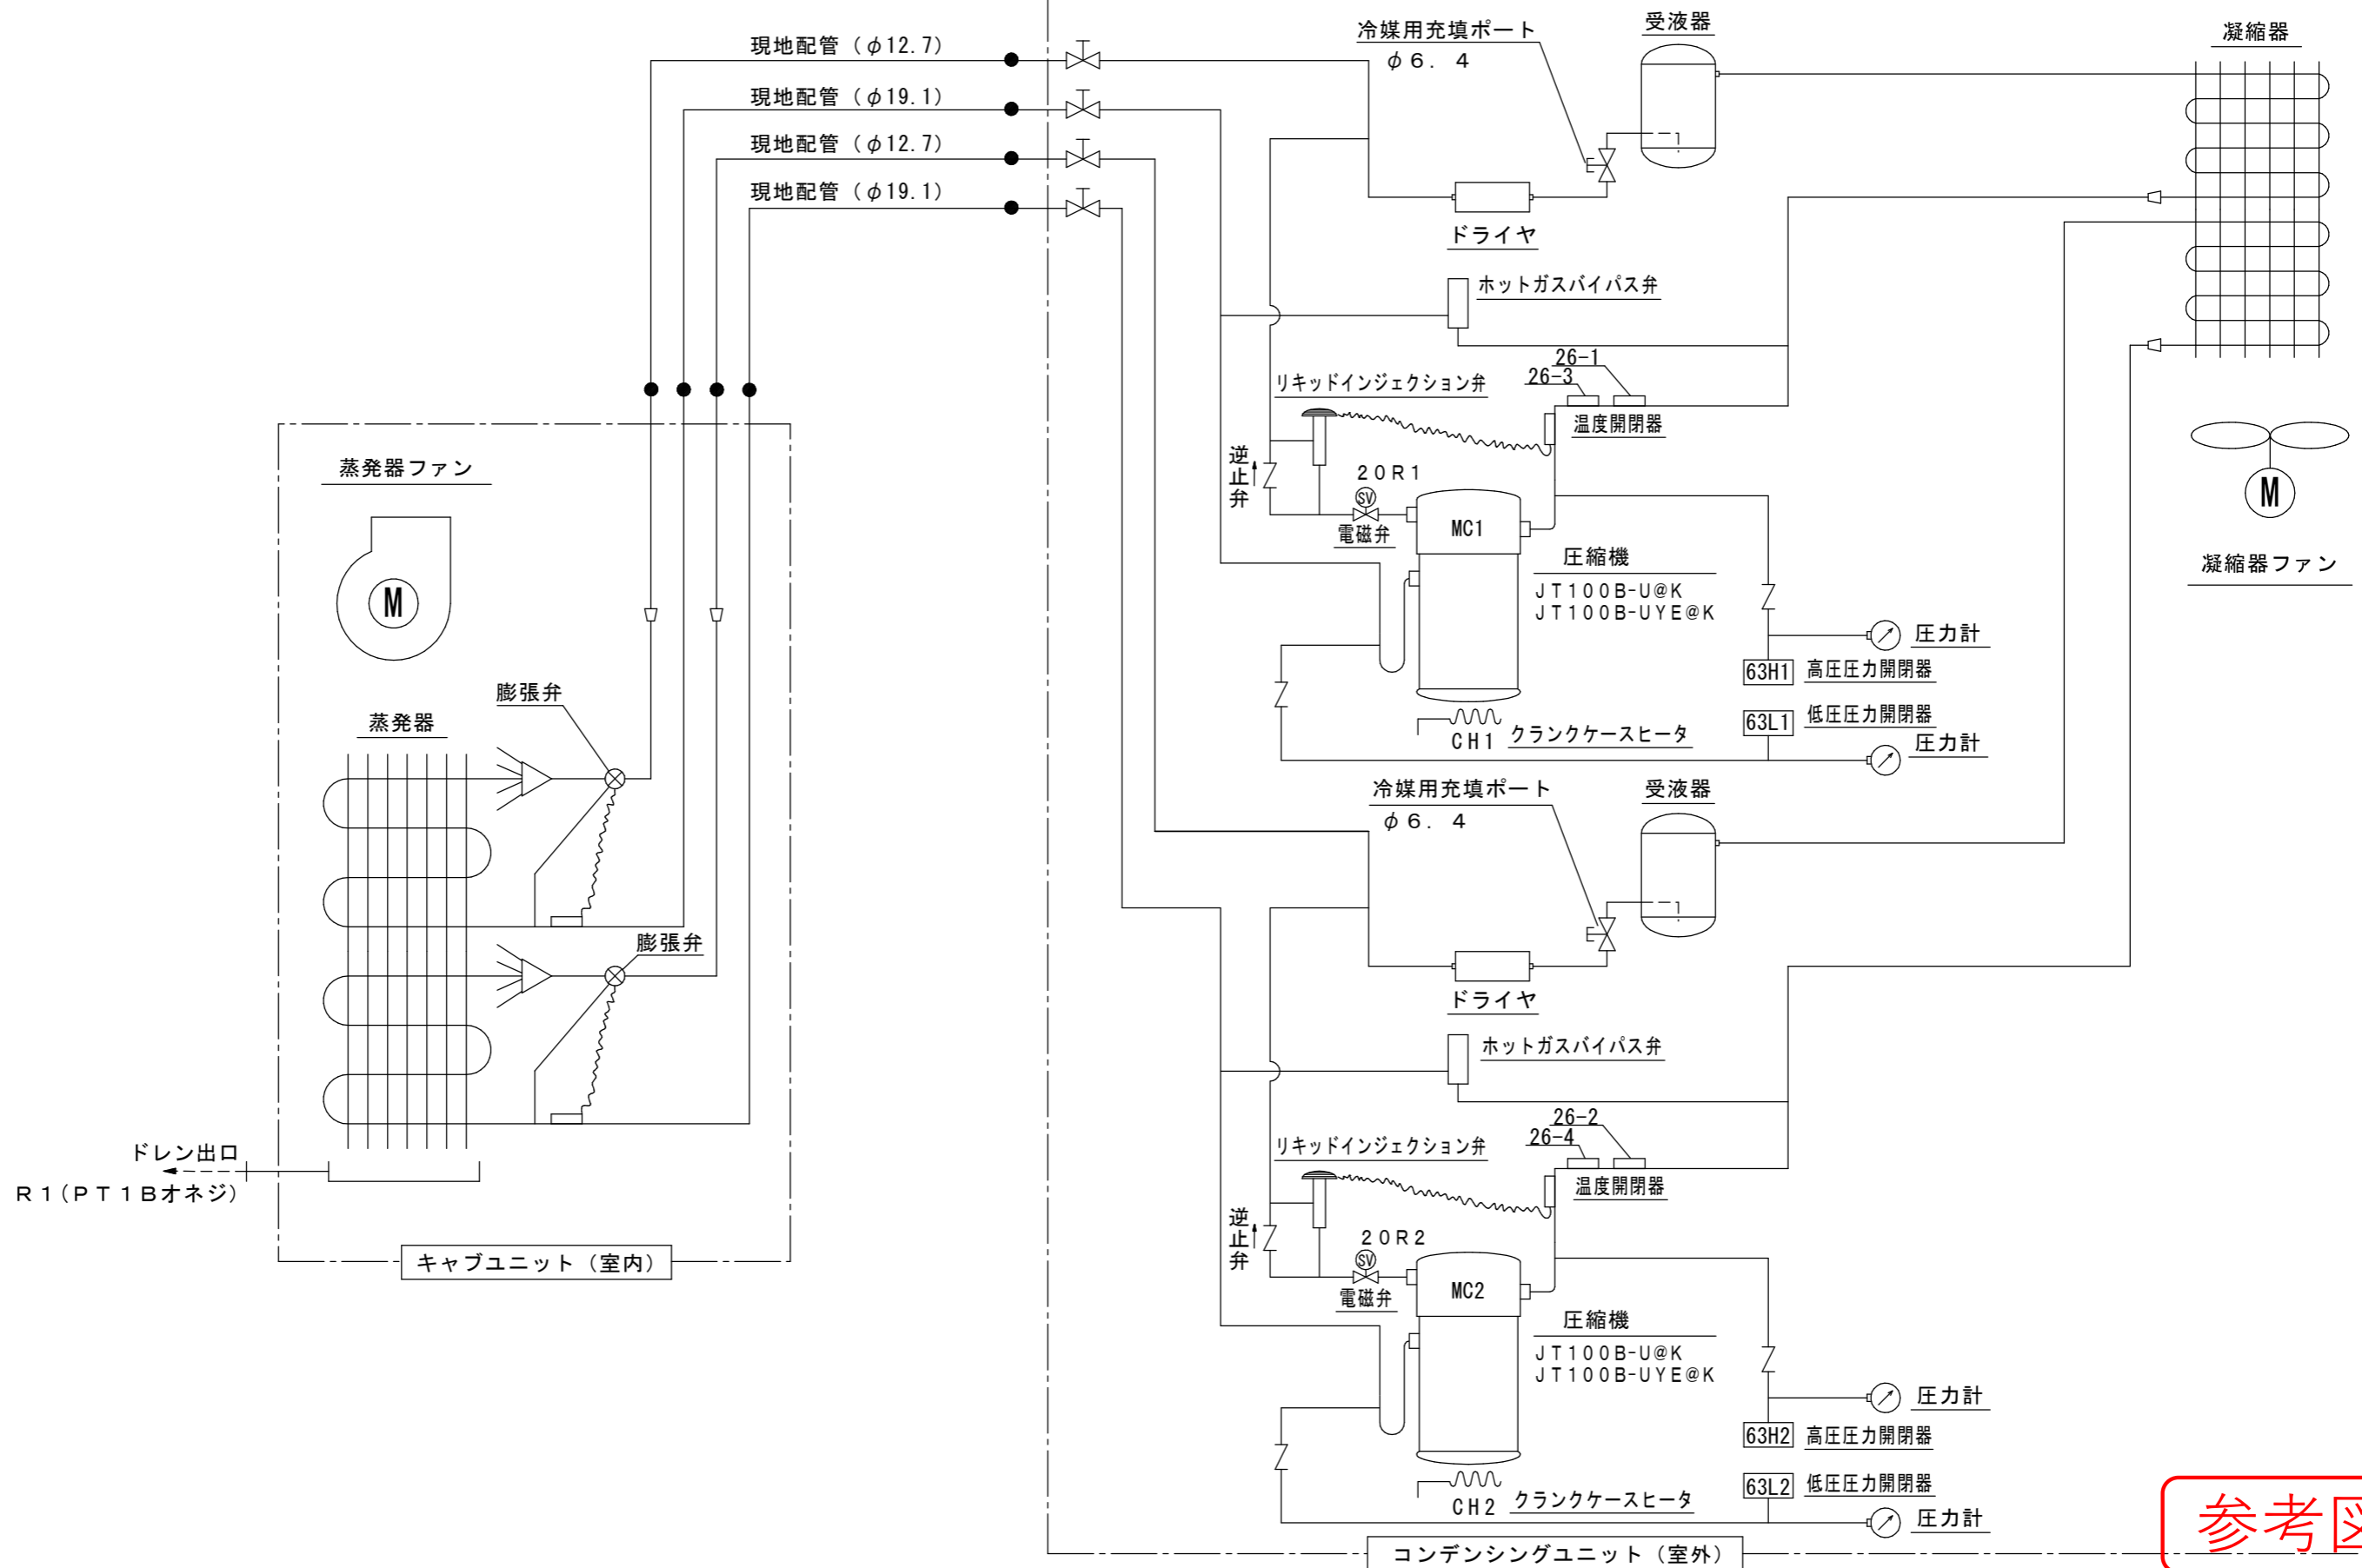 現地配管（φ12.7）
現地配管（φ19.1）
現地配管（φ12.7）
現地配管（φ19.1）
冷媒用充填ポート
φ６．４
受液器
凝縮器
ドライヤ
ホットガスバイパス弁
26-1
26-3
リキッドインジェクション弁
温度開閉器
逆止弁
２０Ｒ１
SV
電磁弁
MC1
圧縮機
ＪＴ１００Ｂ-Ｕ@Ｋ
ＪＴ１００Ｂ-ＵＹＥ@Ｋ
M
凝縮器ファン
圧力計
63H1 高圧圧力開閉器
63L1 低圧圧力開閉器
圧力計
ＣＨ１ クランクケースヒータ
蒸発器ファン
M
膨張弁
蒸発器
膨張弁
ドレン出口
Ｒ１(ＰＴ１Ｂオネジ)
キャブユニット（室内）
冷媒用充填ポート
φ６．４
受液器
ドライヤ
ホットガスバイパス弁
26-2
26-4
リキッドインジェクション弁
温度開閉器
逆止弁
２０Ｒ２
SV
電磁弁
MC2
圧縮機
ＪＴ１００Ｂ-Ｕ@Ｋ
ＪＴ１００Ｂ-ＵＹＥ@Ｋ
圧力計
63H2 高圧圧力開閉器
63L2 低圧圧力開閉器
圧力計
ＣＨ２ クランクケースヒータ
コンデンシングユニット（室外）
参考図